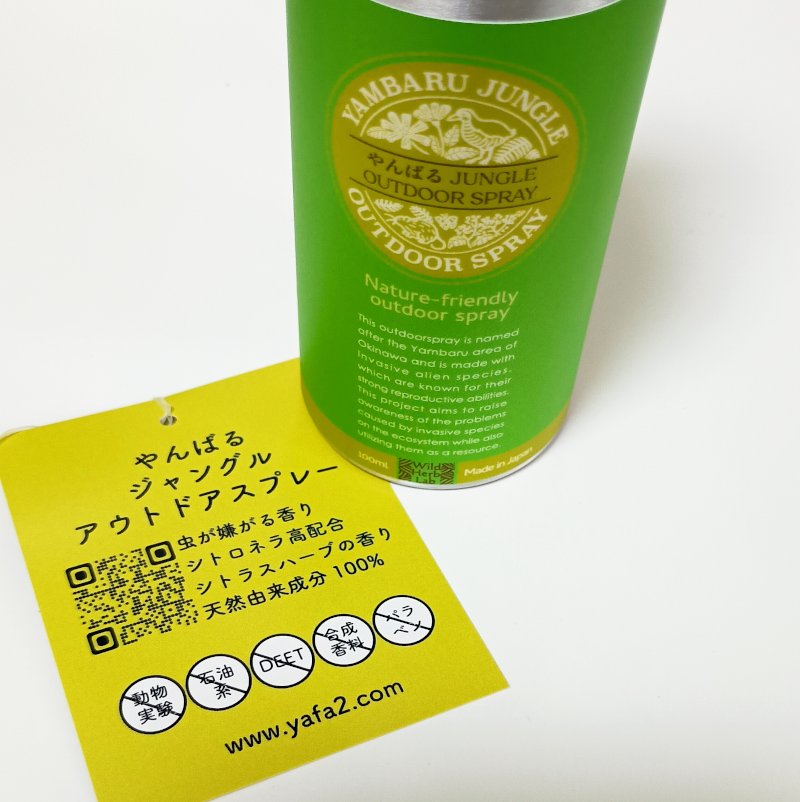 YAMBARU JUNGLE
やんばる JUNGLE
OUTDOOR SPRAY
OUTDOOR SPRAY
Nature-friendly
outdoor spray
This outdoorspray is named
after the Yambaru area of
Okinawa and is made with
invasive alien species,
which are known for their
strong reproductive abilities.
This project aims to raise
awareness of the problems
caused by invasive species
on the ecosystem while also
utilizing them as a resource.
100ml
Wild
Herb
Lab
Made in Japan
やんばる
ジャングル
アウトドアスプレー
虫が嫌がる香り
シトロネラ高配合
シトラスハーブの香り
天然由来成分 100%
動物
実験
石油
系
DEET
合成
香料
パラ
ベン
www.yafa2.com